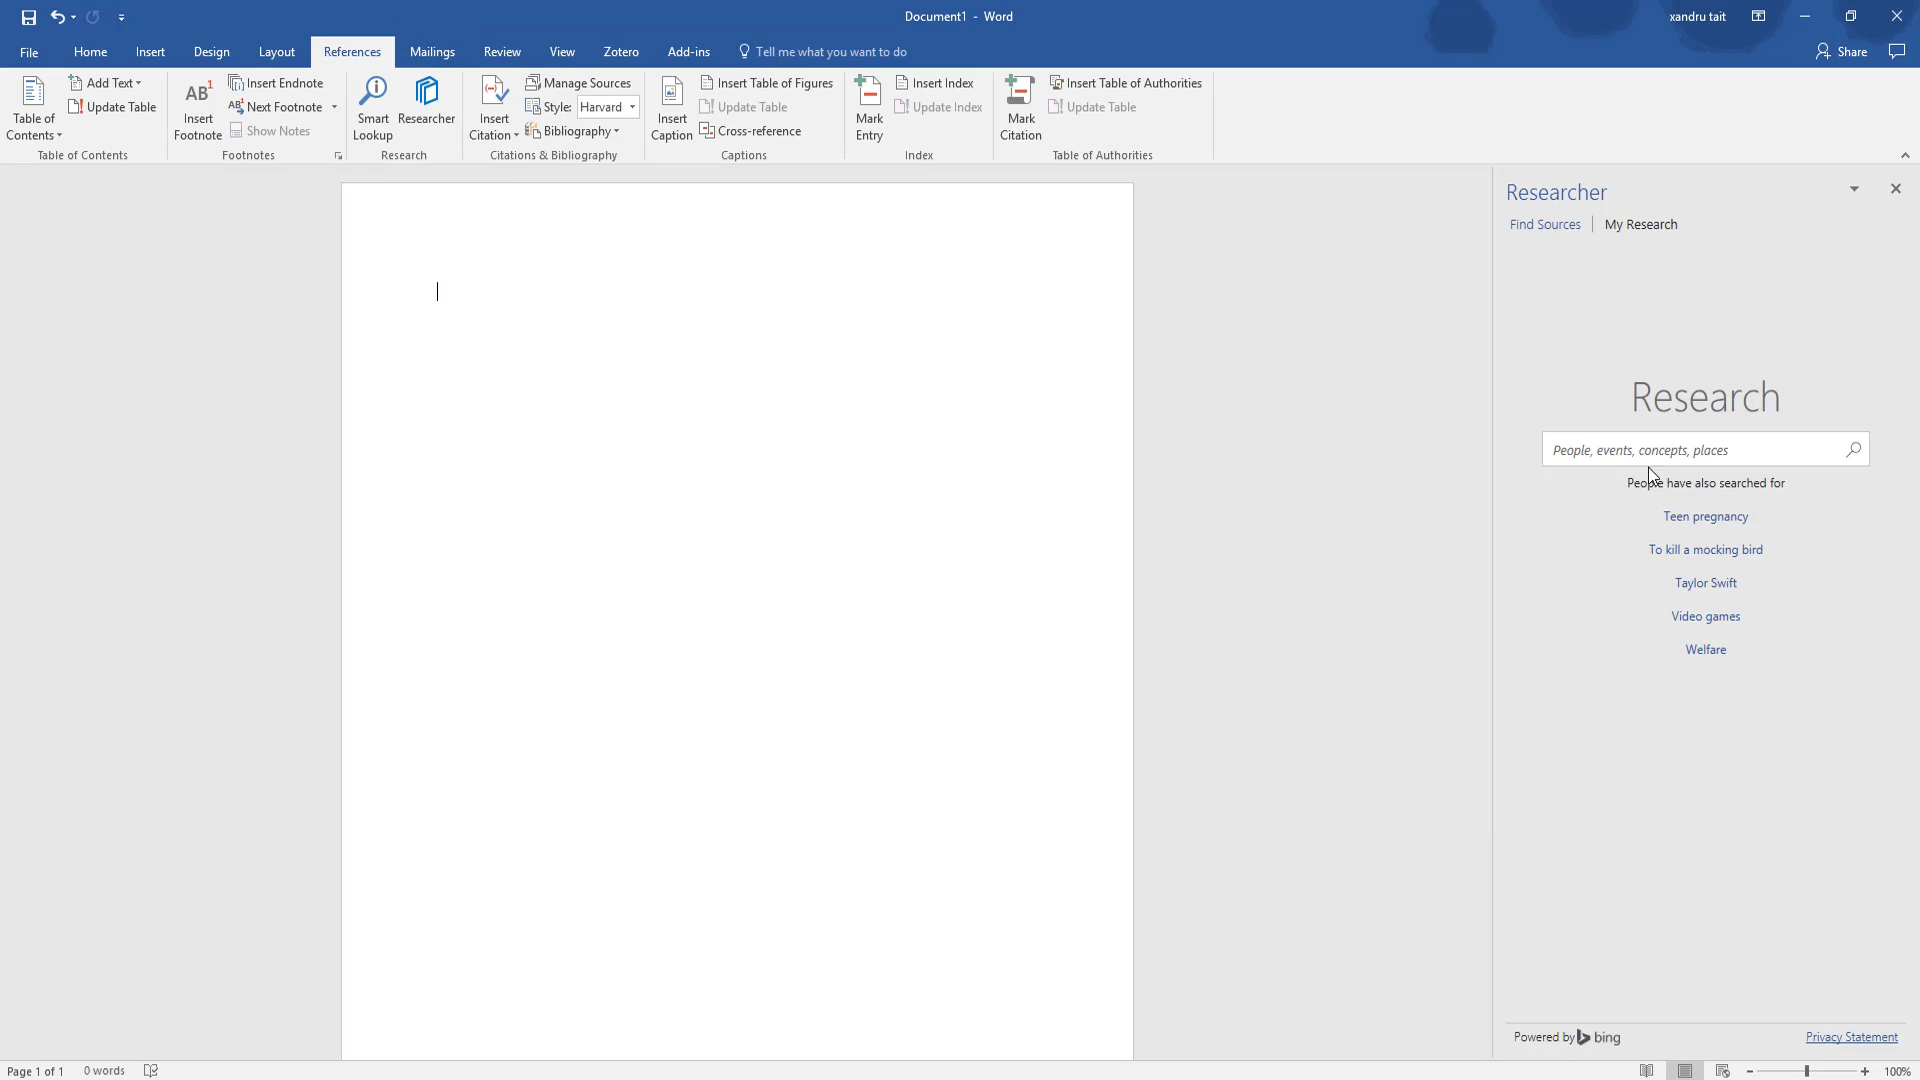 Document1 - Word
xandru tait
File Home Insert Design Layout References Mailings Review View Zotero Add-ins Tell me what you want to do
Share
Table of Contents
Add Text
Update Table
Table of Contents
AB1
Insert Footnote
Insert Endnote
AB1 Next Footnote
Show Notes
Footnotes
Smart Lookup
Researcher
Research
Insert Citation
Manage Sources
Style: Harvard
Bibliography
Citations & Bibliography
Insert Caption
Insert Table of Figures
Update Table
Cross-reference
Captions
Mark Entry
Insert Index
Update Index
Index
Mark Citation
Insert Table of Authorities
Update Table
Table of Authorities
Researcher
Find Sources | My Research
Research
People, events, concepts, places
People have also searched for
Teen pregnancy
To kill a mocking bird
Taylor Swift
Video games
Welfare
Powered by bing
Privacy Statement
Page 1 of 1 0 words
100%